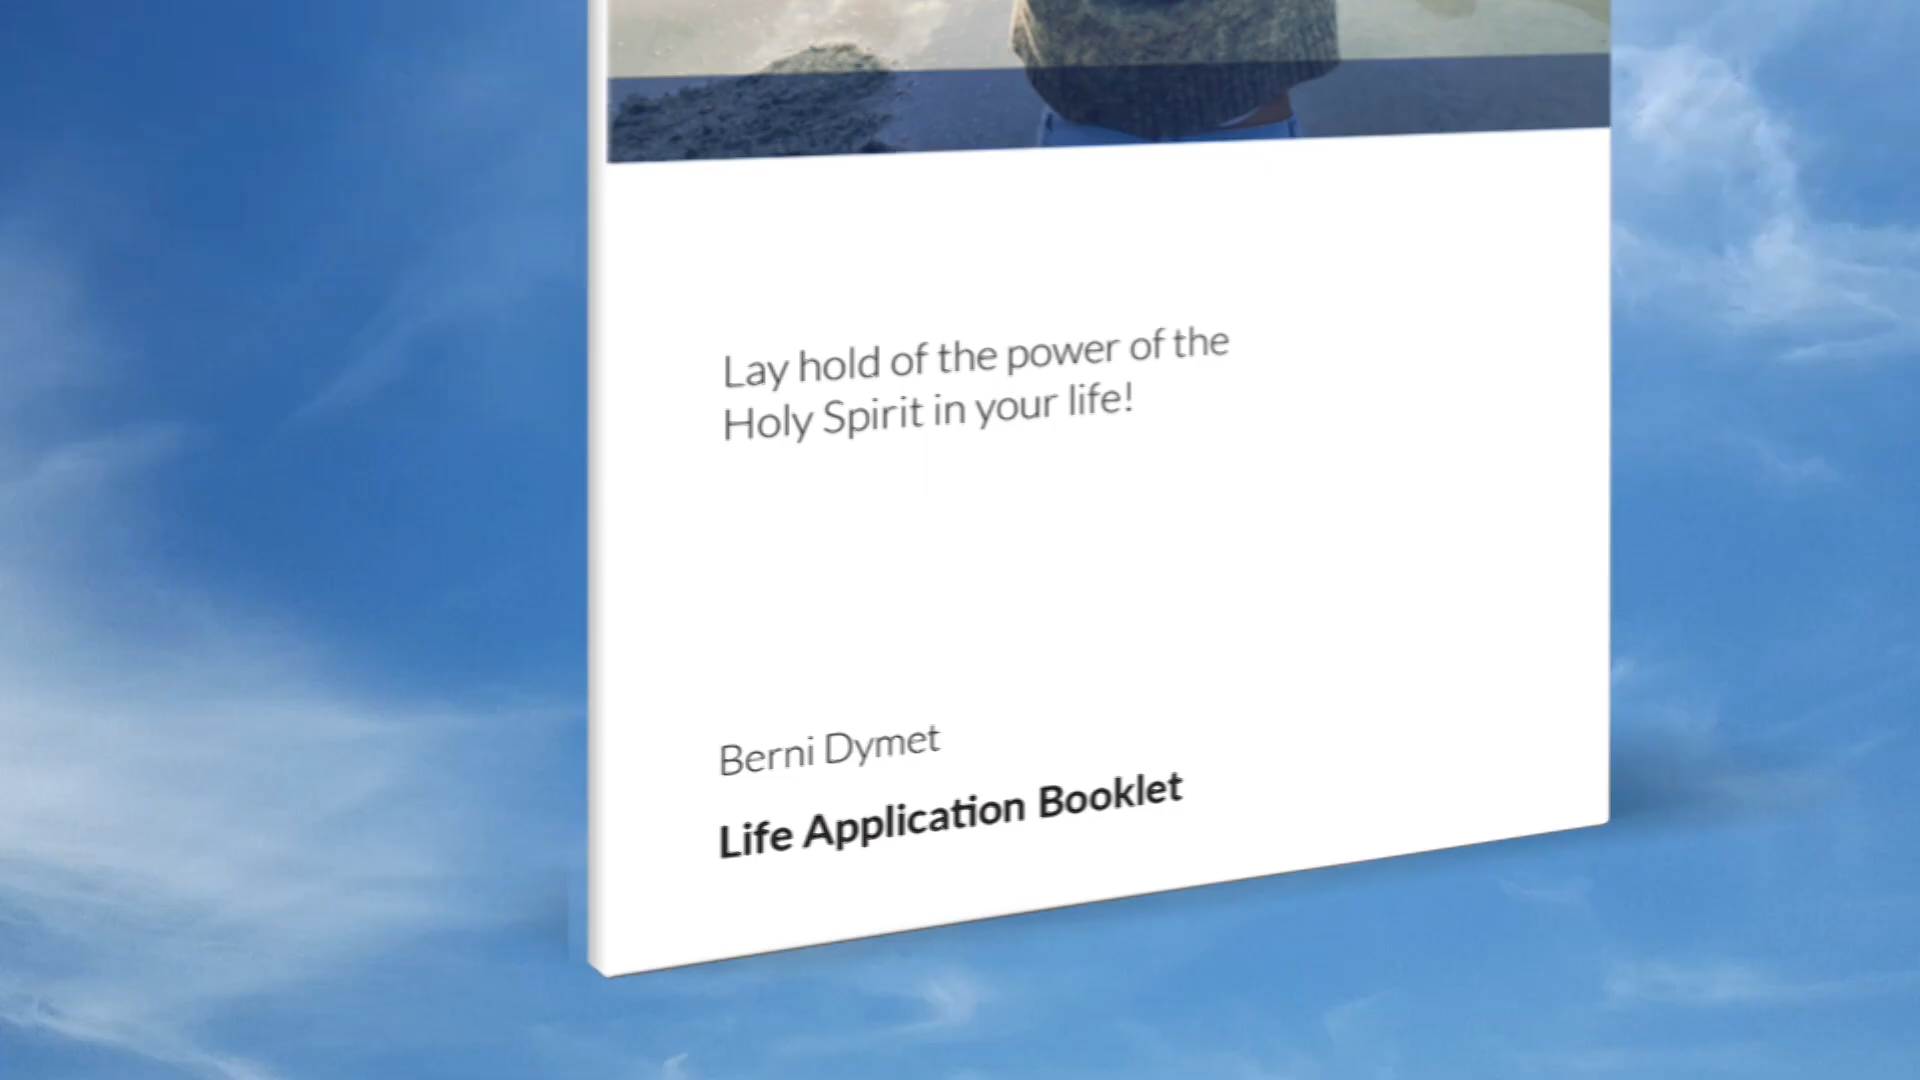 Lay hold of the power of the
Holy Spirit in your life!
Berni Dymet
Life Application Booklet